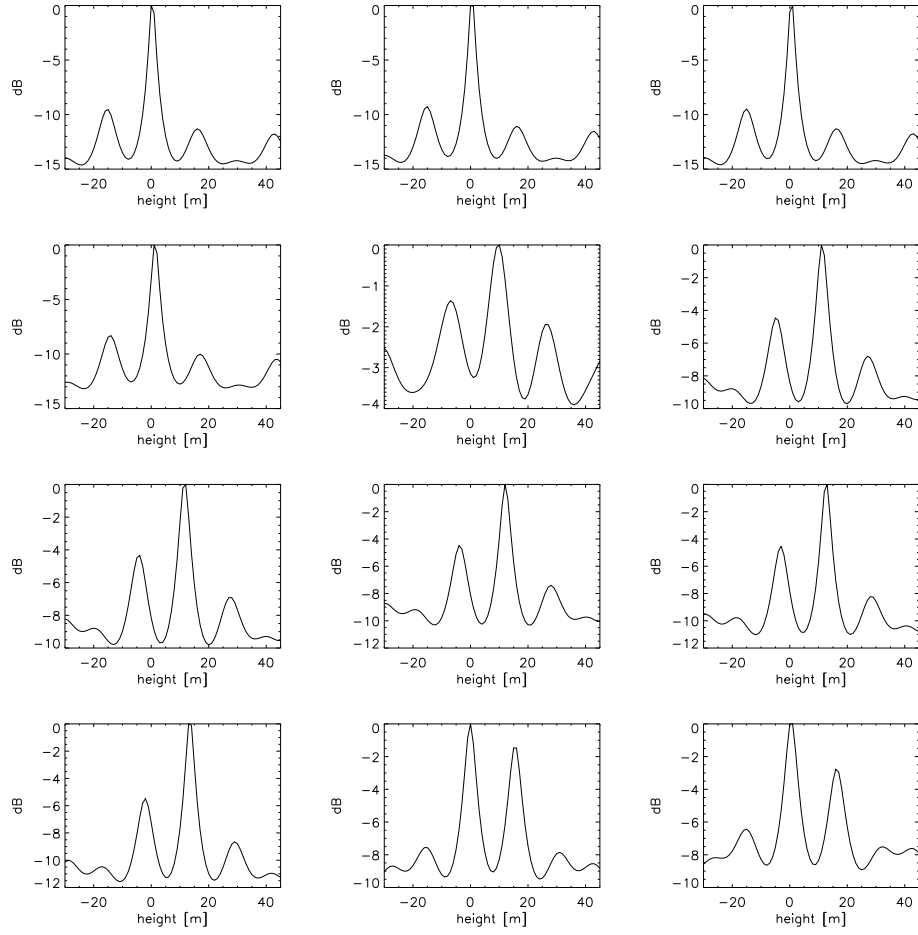 0 0 0
−5 −5 −5
dB dB dB
−10 −10 −10
−15 −15 −15
−20 0 20 40 −20 0 20 40 −20 0 20 40
height [m] height [m] height [m]
0 0 0
−1 −2
−5 −4
dB dB −2 dB
−10 −6
−3 −8
−15 −4 −10
−20 0 20 40 −20 0 20 40 −20 0 20 40
height [m] height [m] height [m]
0 0 0
−2 −2 −2
−4 −4 −4
dB dB −6 dB −6
−6 −8 −8
−8 −10 −10
−10 −12 −12
−20 0 20 40 −20 0 20 40 −20 0 20 40
height [m] height [m] height [m]
0 0 0
−2 −2 −2
−4 −4 −4
dB −6 dB dB
−8 −6 −6
−10 −8 −8
−12 −10 −10
−20 0 20 40 −20 0 20 40 −20 0 20 40
height [m] height [m] height [m]